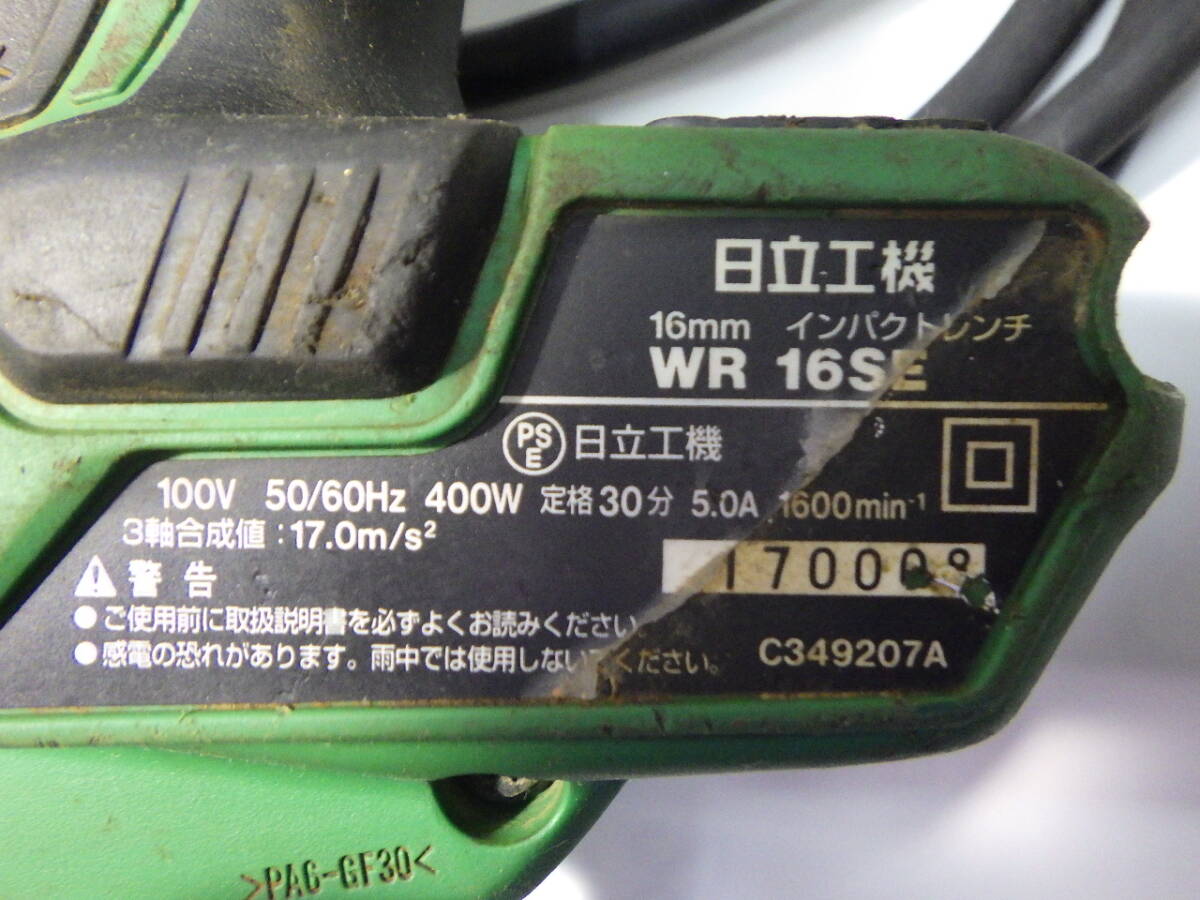 日立工機
16mm インパクトレンチ
WR 16SE
PS
E
日立工機
100V 50/60Hz 400W 定格30分 5.0A 1600min⁻¹
3軸合成値：17.0m/s²
170008
警告
●ご使用前に取扱説明書を必ずよくお読みください。
●感電の恐れがあります。雨中では使用しないでください。
C349207A
>PA6-GF30<